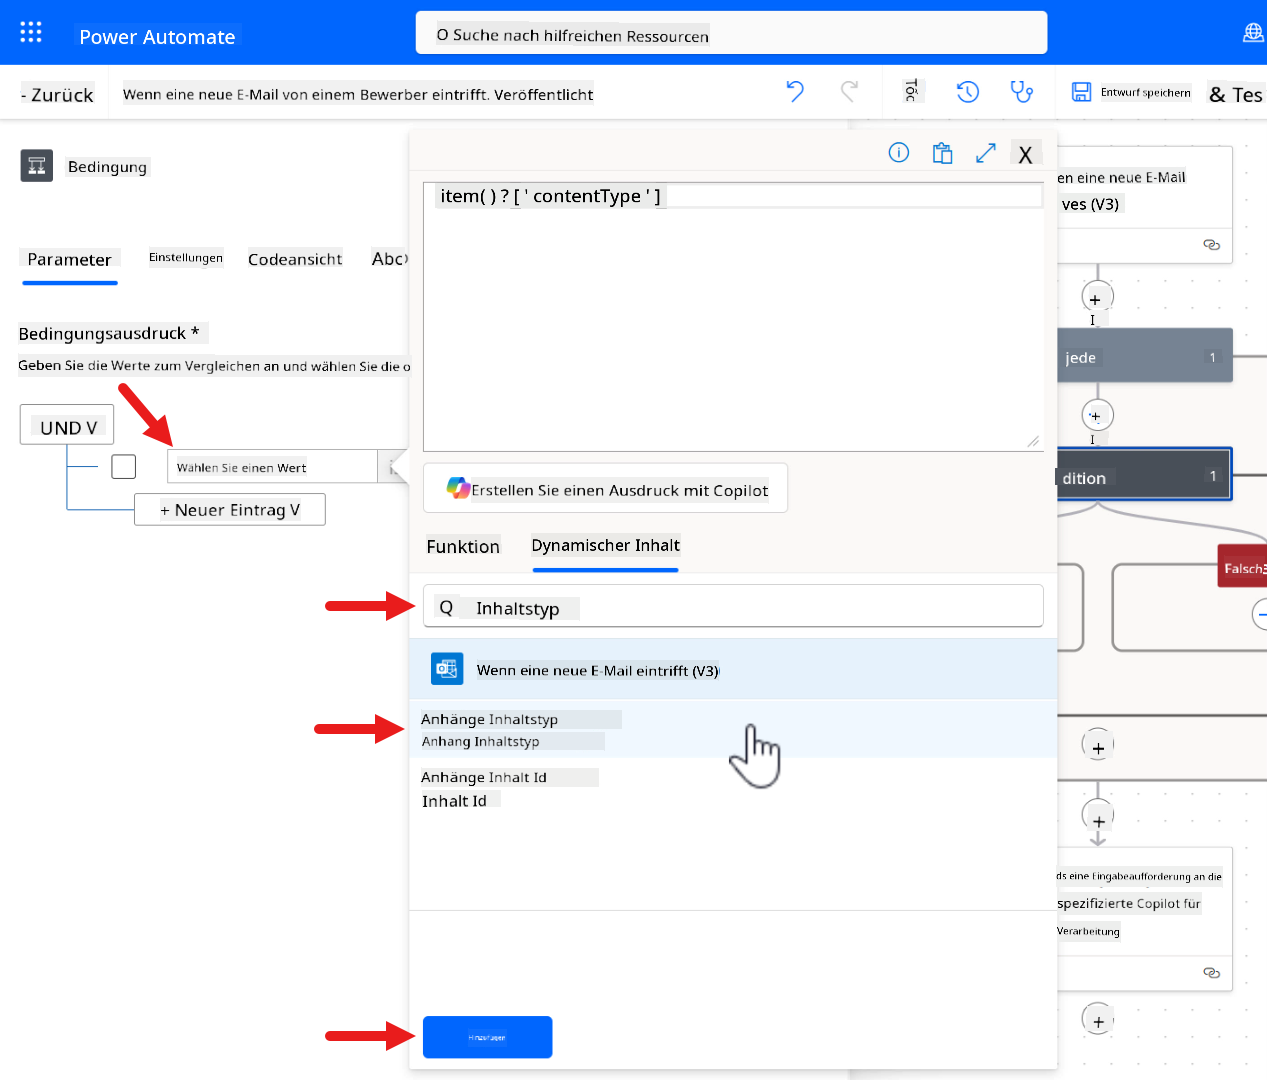 Power Automate
O Suche nach hilfreichen Ressourcen
- Zurück
Wenn eine neue E-Mail von einem Bewerber eintrifft. Veröffentlicht
Entwurf speichern
& Tes
Bedingung
item( ) ? [ ' contentType ' ]
X
en eine neue E-Mail
ves (V3)
Parameter
Einstellungen
Codeansicht
Abc
Bedingungsausdruck *
Geben Sie die Werte zum Vergleichen an und wählen Sie die o
jede
1
UND V
Wählen Sie einen Wert
+ Neuer Eintrag V
dition
1
Erstellen Sie einen Ausdruck mit Copilot
Funktion
Dynamischer Inhalt
Falsch
Q Inhaltstyp
Wenn eine neue E-Mail eintrifft (V3)
Anhänge Inhaltstyp
Anhang Inhaltstyp
Anhänge Inhalt Id
Inhalt Id
ds eine Eingabeaufforderung an die
spezifizierte Copilot für
Verarbeitung
Hinzufügen